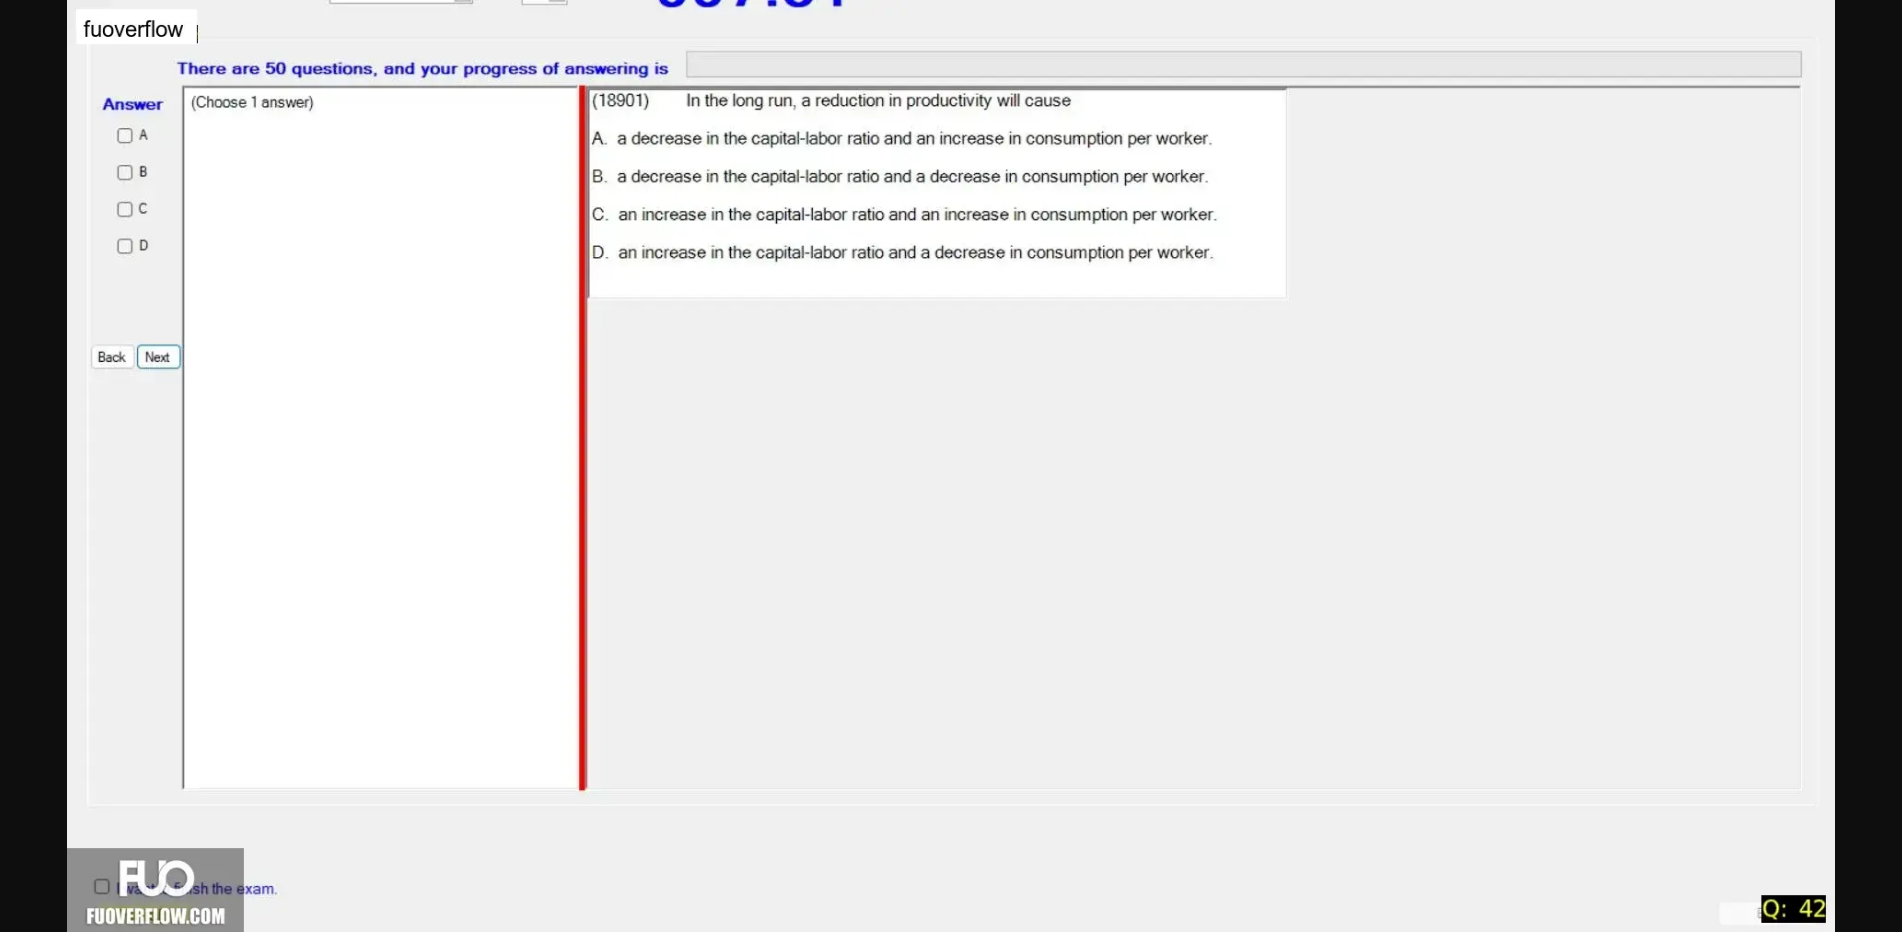 fuoverflow
There are 50 questions, and your progress of answering is
Answer
(Choose 1 answer)
(18901) In the long run, a reduction in productivity will cause
A
A. a decrease in the capital-labor ratio and an increase in consumption per worker.
B
B. a decrease in the capital-labor ratio and a decrease in consumption per worker.
C
C. an increase in the capital-labor ratio and an increase in consumption per worker.
D
D. an increase in the capital-labor ratio and a decrease in consumption per worker.
Back Next
FUO
sh the exam.
FUOVERFLOW.COM
Q: 42